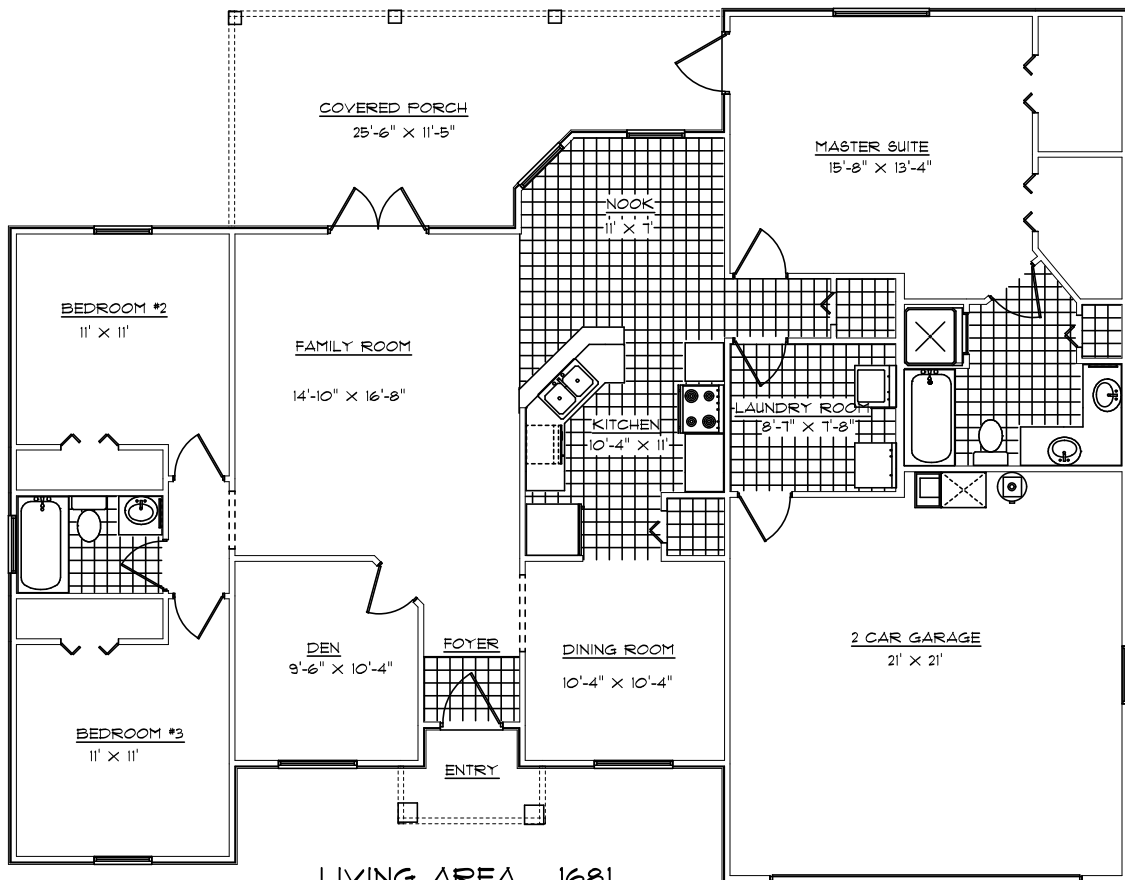 COVERED PORCH
25'-6" X 11'-5"
MASTER SUITE
15'-8" X 13'-4"
NOOK
11' X 7'
BEDROOM #2
11' X 11'
FAMILY ROOM
14'-10" X 16'-8"
KITCHEN
10'-4" X 11'
LAUNDRY ROOM
8'-7" X 7'-8"
DEN
9'-6" X 10'-4"
FOYER
DINING ROOM
10'-4" X 10'-4"
2 CAR GARAGE
21' X 21'
BEDROOM #3
11' X 11'
ENTRY
LIVING AREA 1681